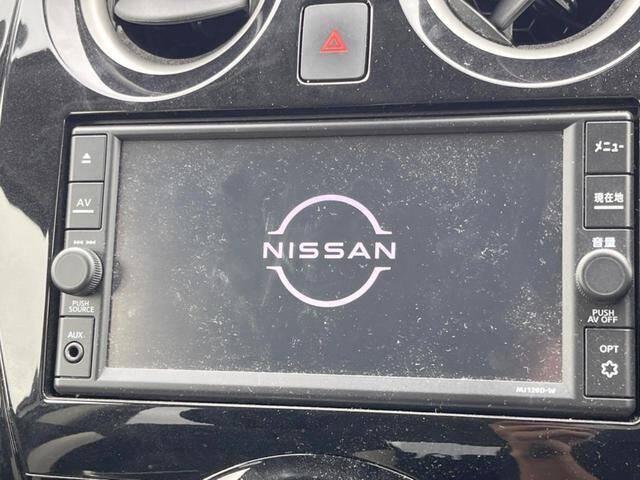 メニュー
AV
現在地
音量
NISSAN
PUSH
SOURCE
PUSH
AV OFF
AUX
OPT
MJ120D-W